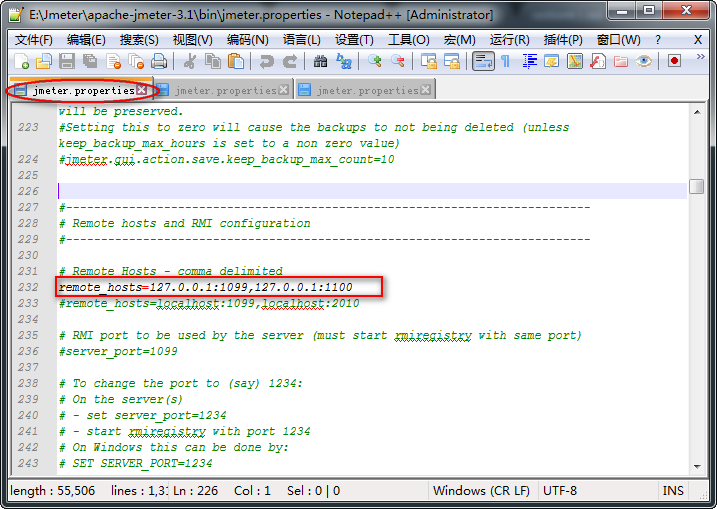 E:\Jmeter\apache-jmeter-3.1\bin\jmeter.properties - Notepad++ [Administrator]
文件(F) 编辑(E) 搜索(S) 视图(V) 编码(N) 语言(L) 设置(T) 工具(O) 宏(M) 运行(R) 插件(P) 窗口(W) ? X
jmeter.properties jmeter.properties jmeter.properties
will be preserved.
223 #Setting this to zero will cause the backups to not being deleted (unless
keep_backup_max_hours is set to a non zero value)
224 #jmeter.gui.action.save.keep_backup_max_count=10
225
226
227 #---------------------------------------------------------------------------
228 # Remote hosts and RMI configuration
229 #---------------------------------------------------------------------------
230
231 # Remote Hosts - comma delimited
232 remote_hosts=127.0.0.1:1099,127.0.0.1:1100
233 #remote_hosts=localhost:1099,localhost:2010
234
235 # RMI port to be used by the server (must start rmiregistry with same port)
236 #server_port=1099
237
238 # To change the port to (say) 1234:
239 # On the server(s)
240 # - set server_port=1234
241 # - start rmiregistry with port 1234
242 # On Windows this can be done by:
243 # SET SERVER_PORT=1234
length : 55,506 lines : 1,3 Ln : 226 Col : 1 Sel : 0 | 0 Windows (CR LF) UTF-8 INS